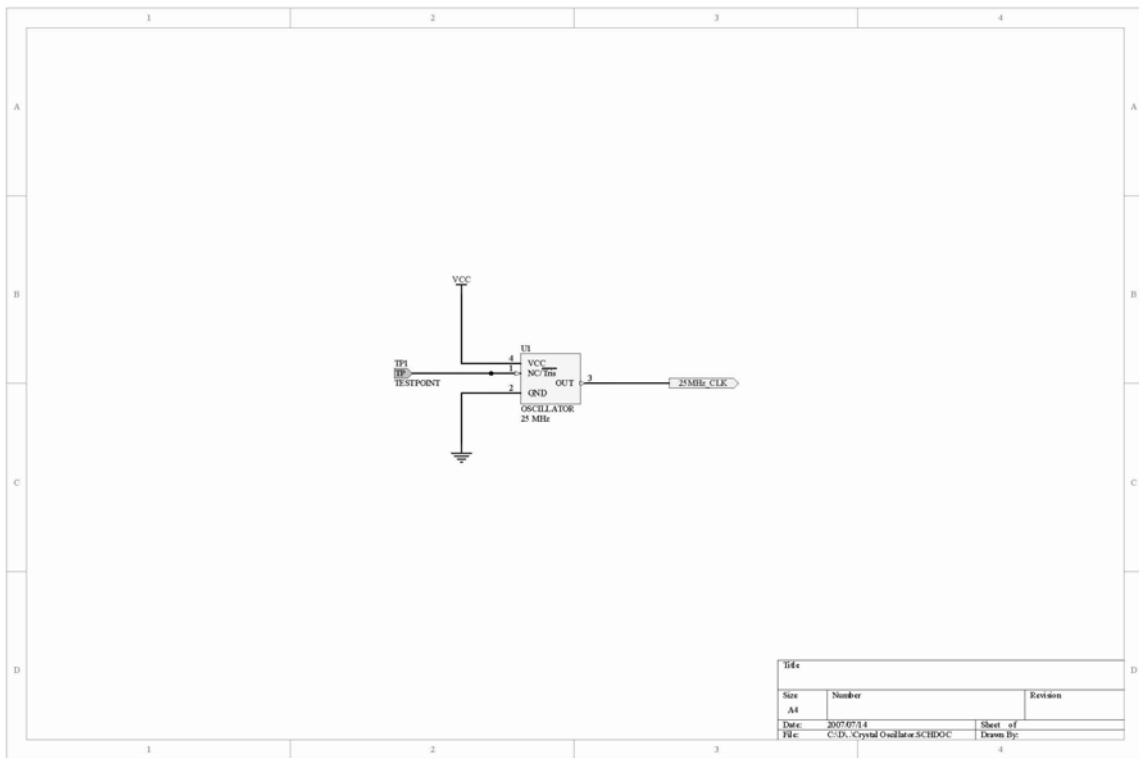 1 2 3 4
A A
B B
VCC
U1
4 VCC
TP1
1 NC/Tris
TP
OUT 3
25MHz_CLK
TESTPOINT
2 GND
OSCILLATOR
25 MHz
C C
D D
Title
Size Number Revision
A4
Date: 2007/07/14 Sheet of
File: C:\D\..\Crystal Oscillator.SCHDOC Drawn By:
1 2 3 4